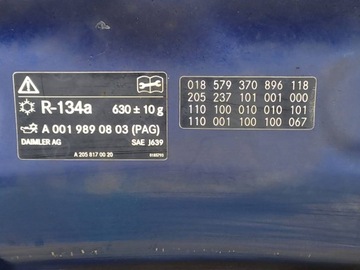 R-134a 630 ± 10 g
A 001 989 08 03 (PAG)
DAIMLER AG SAE J639
A 205 817 00 20
018 579 370 896 118
205 237 101 001 000
110 100 010 010 101
110 001 100 100 067